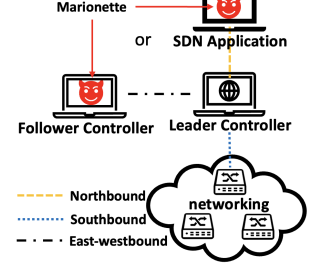 Marionette
or
SDN Application
Follower Controller
Leader Controller
networking
Northbound
Southbound
East-westbound